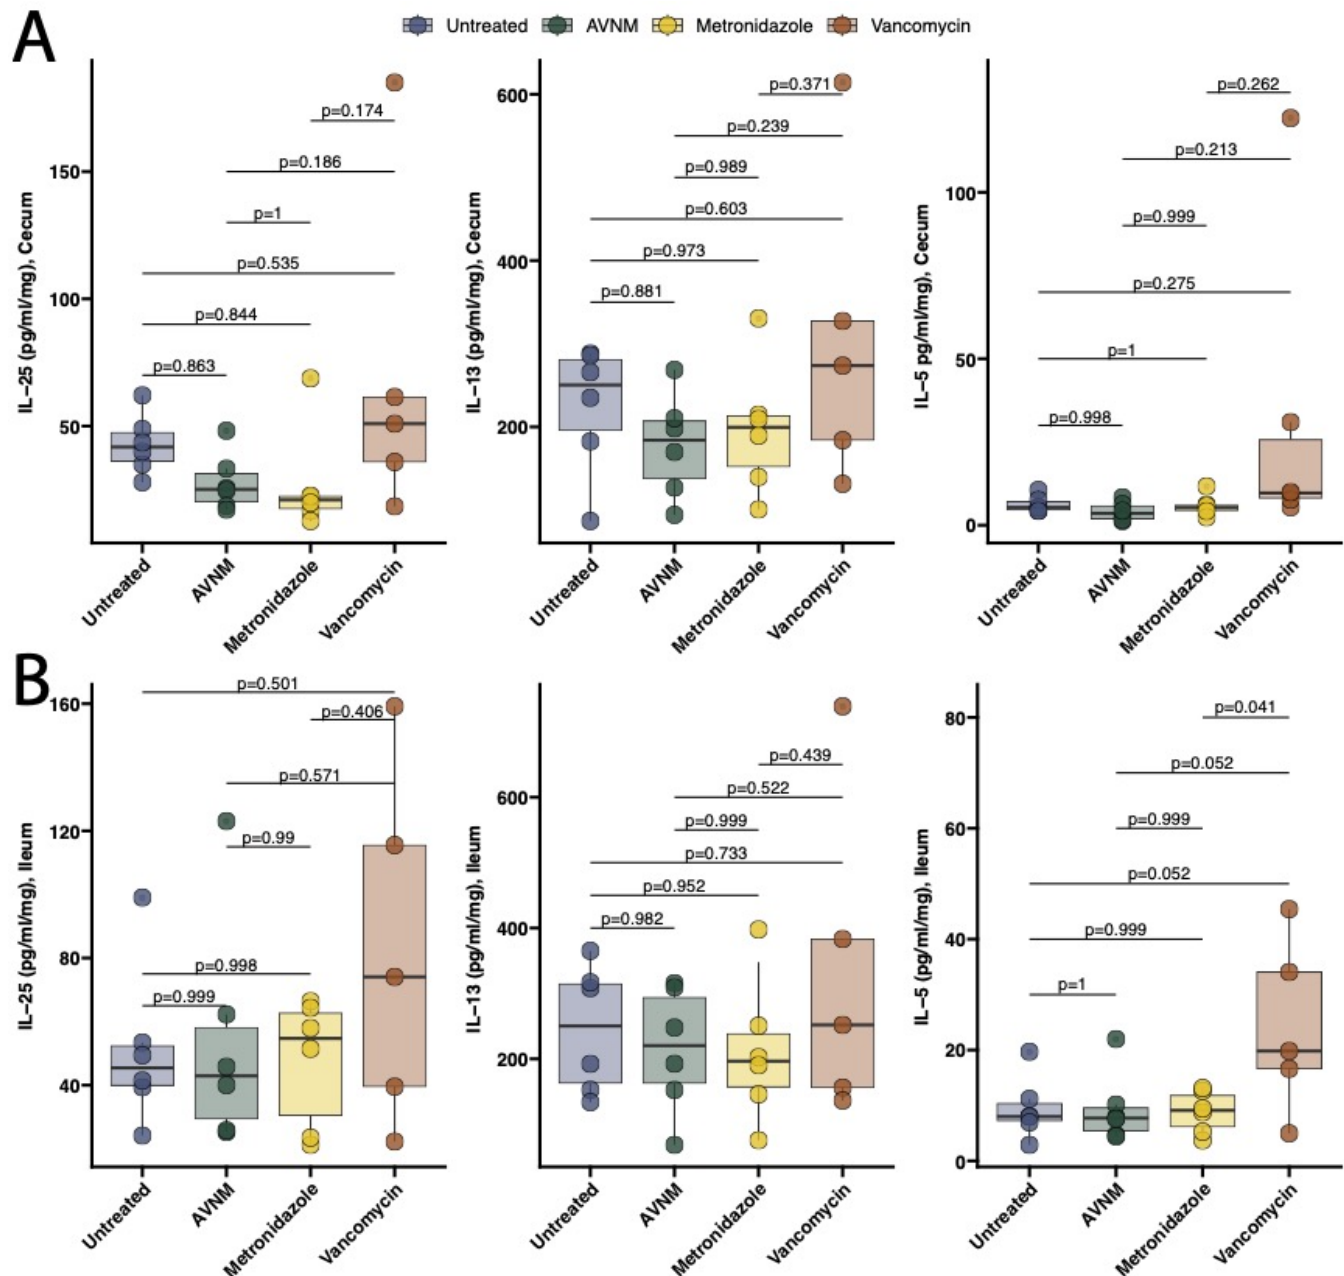 A
Untreated AVNM Metronidazole Vancomycin
IL–25 (pg/ml/mg), Cecum
150
100
50
p=0.174
p=0.186
p=1
p=0.535
p=0.844
p=0.863
Untreated
AVNM
Metronidazole
Vancomycin
IL–13 (pg/ml/mg), Cecum
600
400
200
p=0.371
p=0.239
p=0.989
p=0.603
p=0.973
p=0.881
Untreated
AVNM
Metronidazole
Vancomycin
IL–5 pg/ml/mg), Cecum
100
50
0
p=0.262
p=0.213
p=0.999
p=0.275
p=1
p=0.998
Untreated
AVNM
Metronidazole
Vancomycin
B
IL–25 (pg/ml/mg), Ileum
160
120
80
40
p=0.501
p=0.406
p=0.571
p=0.99
p=0.998
p=0.999
Untreated
AVNM
Metronidazole
Vancomycin
IL–13 (pg/ml/mg), Ileum
600
400
200
p=0.439
p=0.522
p=0.999
p=0.733
p=0.952
p=0.982
Untreated
AVNM
Metronidazole
Vancomycin
IL–5 (pg/ml/mg), Ileum
80
60
40
20
0
p=0.041
p=0.052
p=0.999
p=0.052
p=0.999
p=1
Untreated
AVNM
Metronidazole
Vancomycin